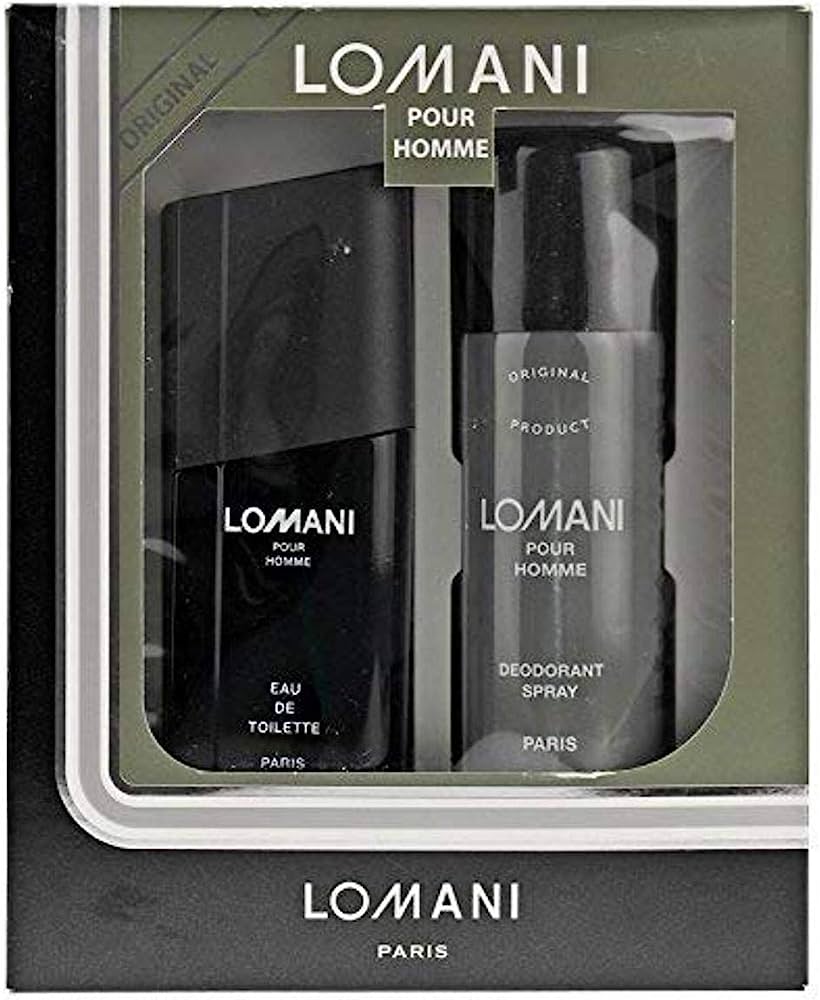 ORIGINAL
LOMANI
POUR
HOMME
LOMANI
POUR
HOMME
EAU
DE
TOILETTE
PARIS
ORIGINAL
PRODUCT
LOMANI
POUR
HOMME
DEODORANT
SPRAY
PARIS
LOMANI
PARIS